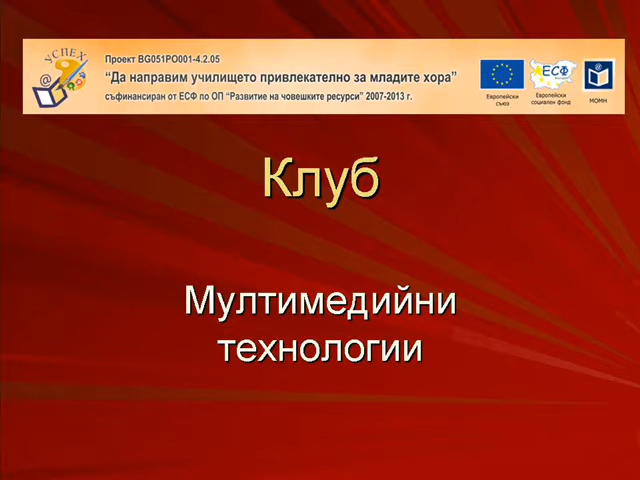 УСПЕХ
Проект BG051PO001-4.2.05
“Да направим училището привлекателно за младите хора”
съфинансиран от ЕСФ по ОП “Развитие на човешките ресурси” 2007-2013 г.
ЕСФ
Европейски
съюз
Европейски
социален фонд
МОМН
Клуб
Мултимедийни
технологии